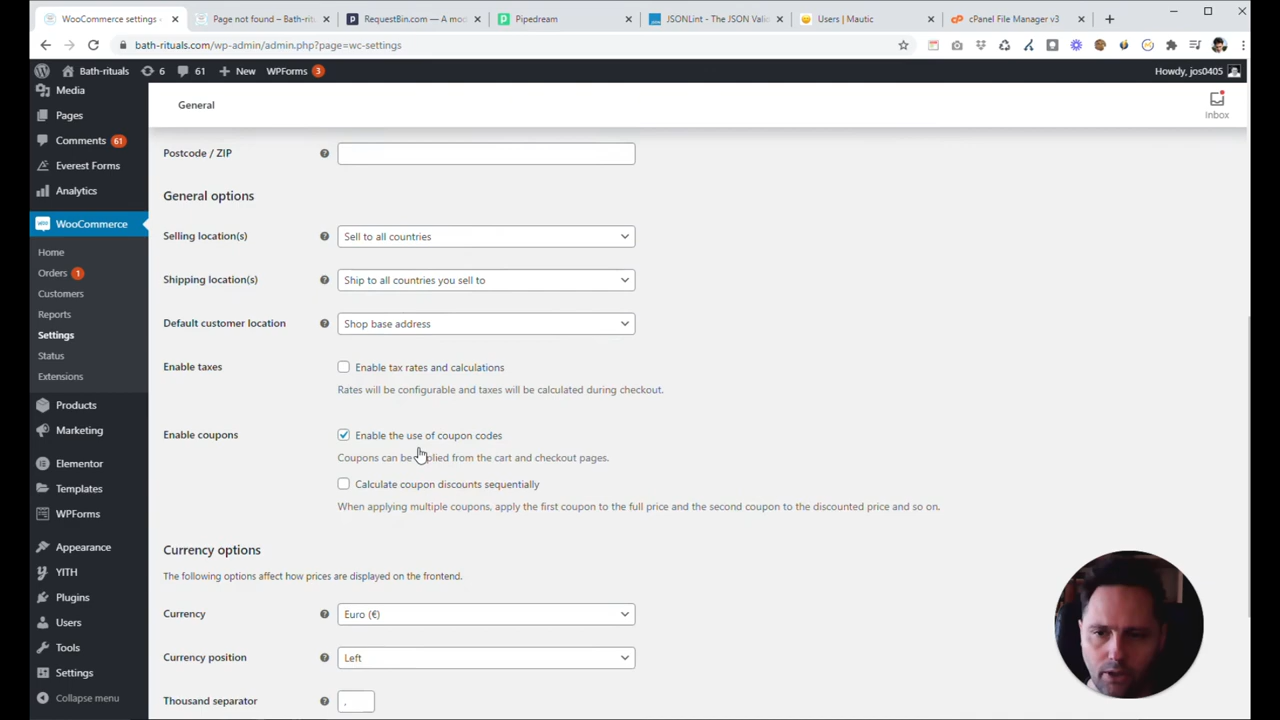 WooCommerce settings -
Page not found – Bath-rit
RequestBin.com — A mod
Pipedream
JSONLint - The JSON Valid
Users | Mautic
cPanel File Manager v3
bath-rituals.com/wp-admin/admin.php?page=wc-settings
Bath-rituals 6 61 New WPForms 3
Howdy, jos0405
Media
Pages
Comments 61
Everest Forms
Analytics
WooCommerce
Home
Orders 1
Customers
Reports
Settings
Status
Extensions
Products
Marketing
Elementor
Templates
WPForms
Appearance
YITH
Plugins
Users
Tools
Settings
Collapse menu
General
Inbox
Postcode / ZIP
General options
Selling location(s) Sell to all countries
Shipping location(s) Ship to all countries you sell to
Default customer location Shop base address
Enable taxes Enable tax rates and calculations
Rates will be configurable and taxes will be calculated during checkout.
Enable coupons Enable the use of coupon codes
Coupons can be applied from the cart and checkout pages.
Calculate coupon discounts sequentially
When applying multiple coupons, apply the first coupon to the full price and the second coupon to the discounted price and so on.
Currency options
The following options affect how prices are displayed on the frontend.
Currency Euro (€)
Currency position Left
Thousand separator